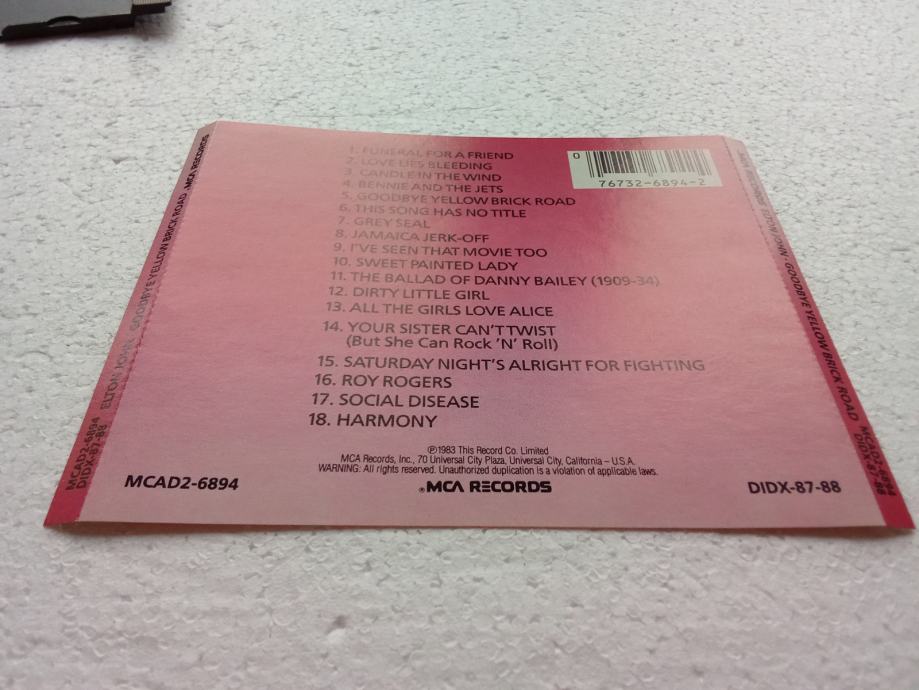 1. FUNERAL FOR A FRIEND
2. LOVE LIES BLEEDING
3. CANDLE IN THE WIND
4. BENNIE AND THE JETS
5. GOODBYE YELLOW BRICK ROAD
6. THIS SONG HAS NO TITLE
7. GREY SEAL
8. JAMAICA JERK-OFF
9. I'VE SEEN THAT MOVIE TOO
10. SWEET PAINTED LADY
11. THE BALLAD OF DANNY BAILEY (1909-34)
12. DIRTY LITTLE GIRL
13. ALL THE GIRLS LOVE ALICE
14. YOUR SISTER CAN'T TWIST
(But She Can Rock 'N' Roll)
15. SATURDAY NIGHT'S ALRIGHT FOR FIGHTING
16. ROY ROGERS
17. SOCIAL DISEASE
18. HARMONY
0 76732-6894-2
℗1983 This Record Co. Limited
MCA Records, Inc., 70 Universal City Plaza, Universal City, California – U.S.A.
WARNING: All rights reserved. Unauthorized duplication is a violation of applicable laws.
MCA RECORDS
MCAD2-6894
DIDX-87-88
MCAD2-6894
DIDX-87-88
ELTON JOHN · GOODBYE YELLOW BRICK ROAD · MCA RECORDS
ELTON JOHN · GOODBYE YELLOW BRICK ROAD
MCAD2-6894
DIDX-87-88